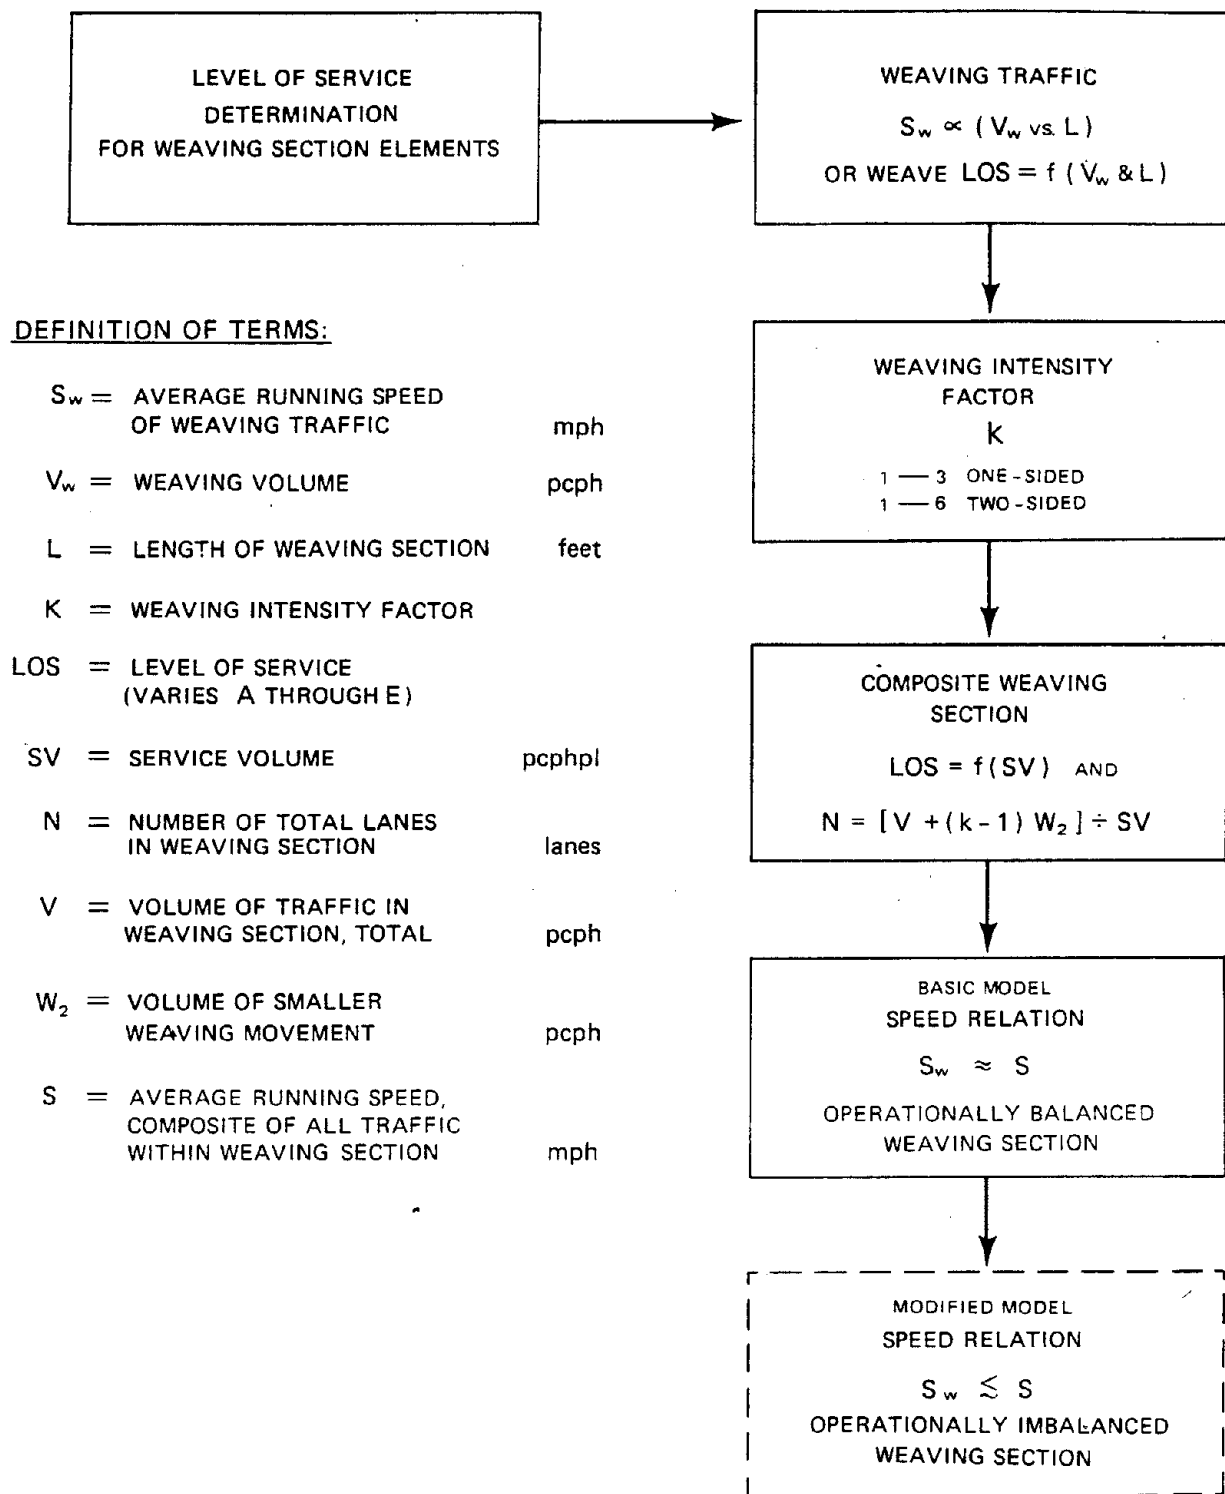 LEVEL OF SERVICE
DETERMINATION
FOR WEAVING SECTION ELEMENTS
WEAVING TRAFFIC
Sw ∝ (Vw vs. L)
OR WEAVE LOS = f (Vw & L)
WEAVING INTENSITY
FACTOR
K
1 — 3 ONE-SIDED
1 — 6 TWO-SIDED
COMPOSITE WEAVING
SECTION
LOS = f(SV) AND
N = [V + (k-1) W2] ÷ SV
BASIC MODEL
SPEED RELATION
Sw ≈ S
OPERATIONALLY BALANCED
WEAVING SECTION
MODIFIED MODEL
SPEED RELATION
Sw ≲ S
OPERATIONALLY IMBALANCED
WEAVING SECTION
DEFINITION OF TERMS:
Sw = AVERAGE RUNNING SPEED
OF WEAVING TRAFFIC mph
Vw = WEAVING VOLUME pcph
L = LENGTH OF WEAVING SECTION feet
K = WEAVING INTENSITY FACTOR
LOS = LEVEL OF SERVICE
(VARIES A THROUGH E)
SV = SERVICE VOLUME pcphpl
N = NUMBER OF TOTAL LANES
IN WEAVING SECTION lanes
V = VOLUME OF TRAFFIC IN
WEAVING SECTION, TOTAL pcph
W2 = VOLUME OF SMALLER
WEAVING MOVEMENT pcph
S = AVERAGE RUNNING SPEED,
COMPOSITE OF ALL TRAFFIC
WITHIN WEAVING SECTION mph